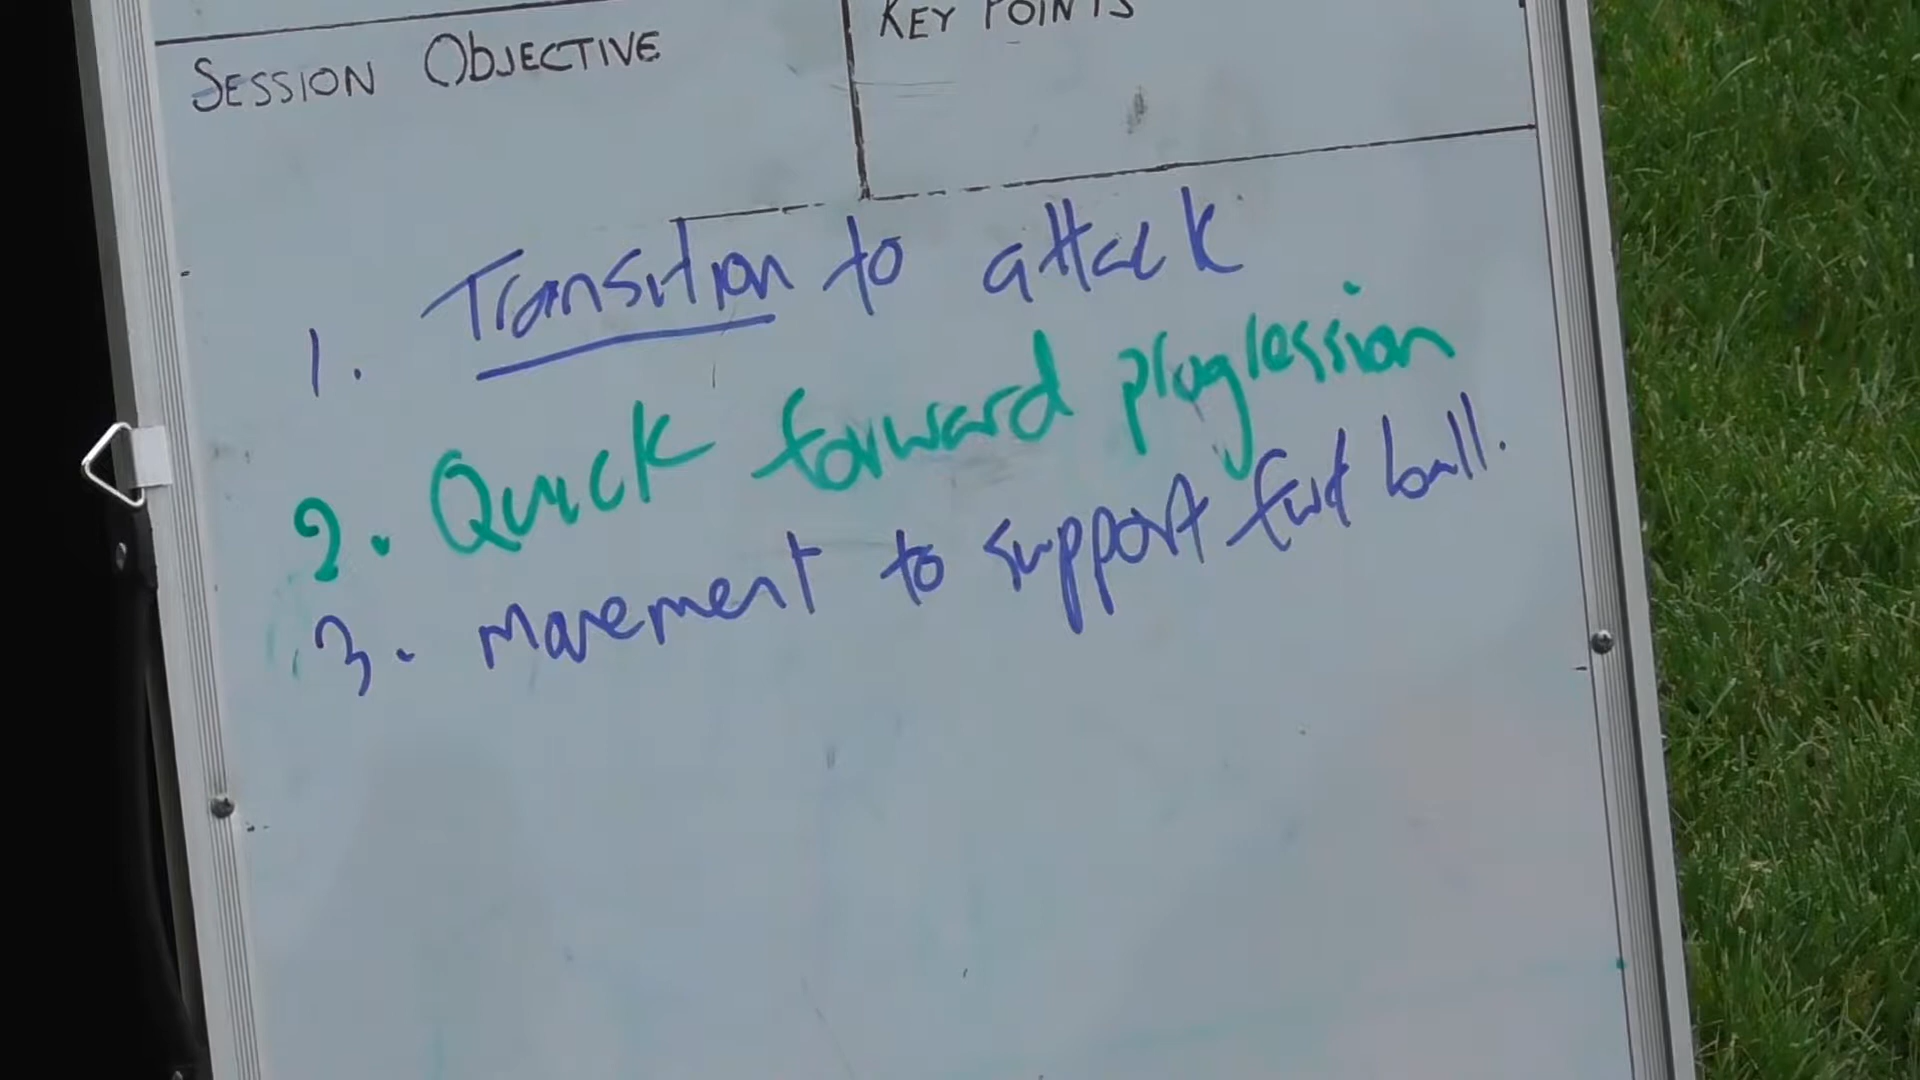 SESSION OBJECTIVE
KEY POINTS
1. Transition to attack
2. Quick forward progression
3. Movement to support fwd ball.